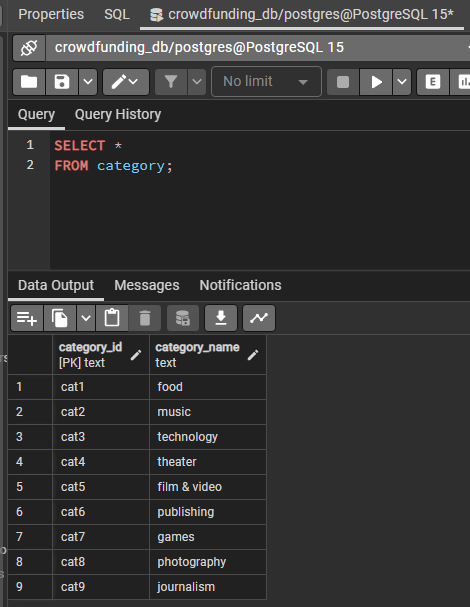 Properties SQL crowdfunding_db/postgres@PostgreSQL 15*
crowdfunding_db/postgres@PostgreSQL 15
No limit E
Query Query History
1 SELECT *
2 FROM category;
Data Output Messages Notifications
category_id category_name
[PK] text text
1 cat1 food
2 cat2 music
3 cat3 technology
4 cat4 theater
5 cat5 film & video
6 cat6 publishing
7 cat7 games
8 cat8 photography
9 cat9 journalism